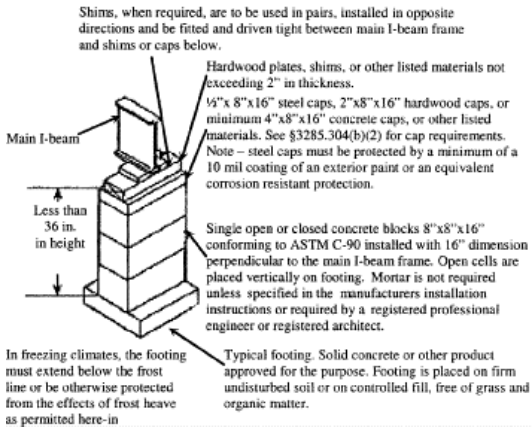 Shims, when required, are to be used in pairs, installed in opposite
directions and be fitted and driven tight between main I-beam frame
and shims or caps below.
Hardwood plates, shims, or other listed materials not
exceeding 2" in thickness.
½"x 8"x16" steel caps, 2"x8"x16" hardwood caps, or
minimum 4"x8"x16" concrete caps, or other listed
materials. See §3285.304(b)(2) for cap requirements.
Note – steel caps must be protected by a minimum of a
10 mil coating of an exterior paint or an equivalent
corrosion resistant protection.
Main I-beam
Less than
36 in.
in height
Single open or closed concrete blocks 8"x8"x16"
conforming to ASTM C-90 installed with 16" dimension
perpendicular to the main I-beam frame. Open cells are
placed vertically on footing. Mortar is not required
unless specified in the manufacturers installation
instructions or required by a registered professional
engineer or registered architect.
In freezing climates, the footing
must extend below the frost
line or be otherwise protected
from the effects of frost heave
as permitted here-in
Typical footing. Solid concrete or other product
approved for the purpose. Footing is placed on firm
undisturbed soil or on controlled fill, free of grass and
organic matter.